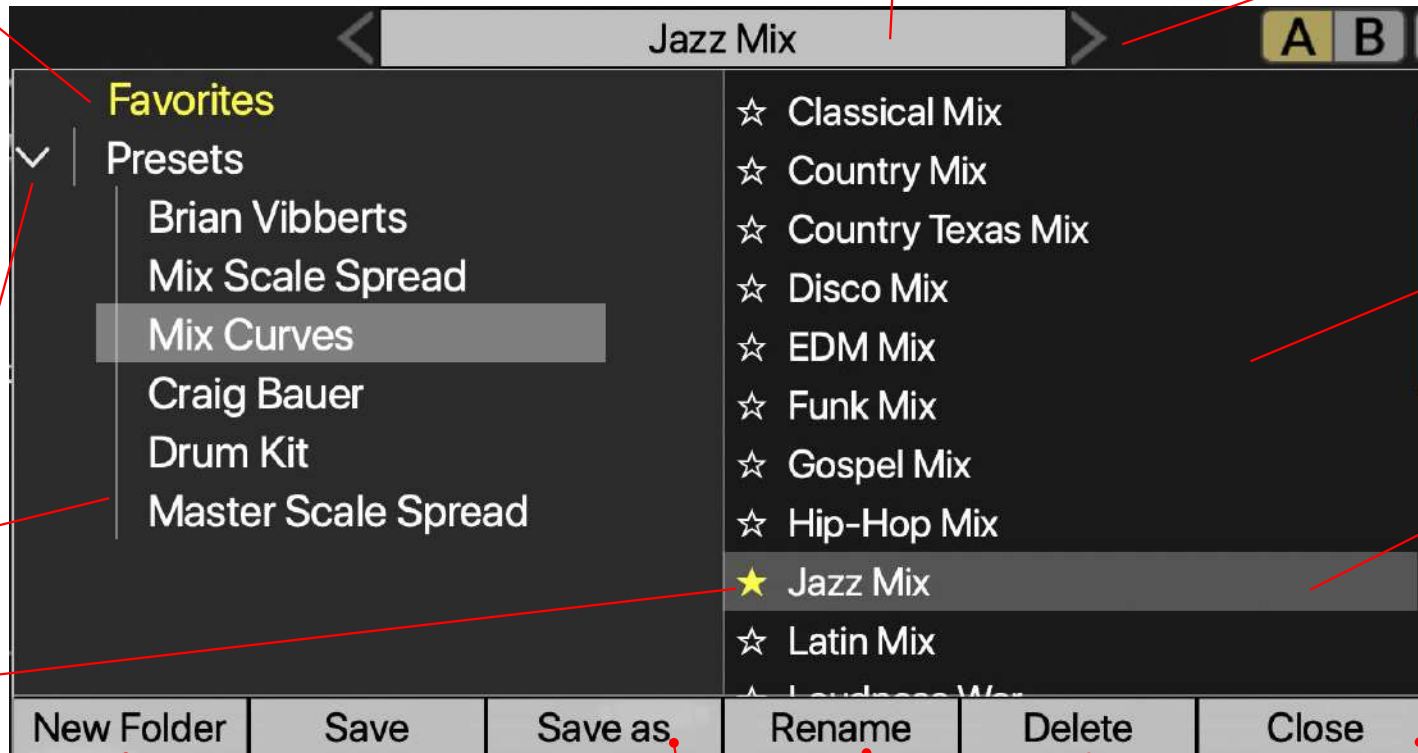 Jazz Mix
A B
Favorites
Presets
Brian Vibberts
Mix Scale Spread
Mix Curves
Craig Bauer
Drum Kit
Master Scale Spread
Classical Mix
Country Mix
Country Texas Mix
Disco Mix
EDM Mix
Funk Mix
Gospel Mix
Hip-Hop Mix
Jazz Mix
Latin Mix
Loudness War
New Folder Save Save as Rename Delete Close